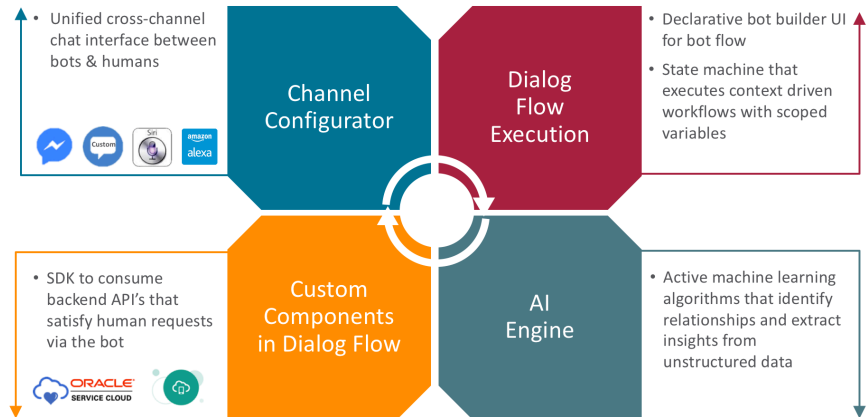 • Unified cross-channel
chat interface between
bots & humans
Custom
Siri
amazon
alexa
Channel
Configurator
Dialog
Flow
Execution
• Declarative bot builder UI
for bot flow
• State machine that
executes context driven
workflows with scoped
variables
• SDK to consume
backend API's that
satisfy human requests
via the bot
ORACLE
SERVICE CLOUD
Custom
Components
in Dialog Flow
AI
Engine
• Active machine learning
algorithms that identify
relationships and extract
insights from
unstructured data